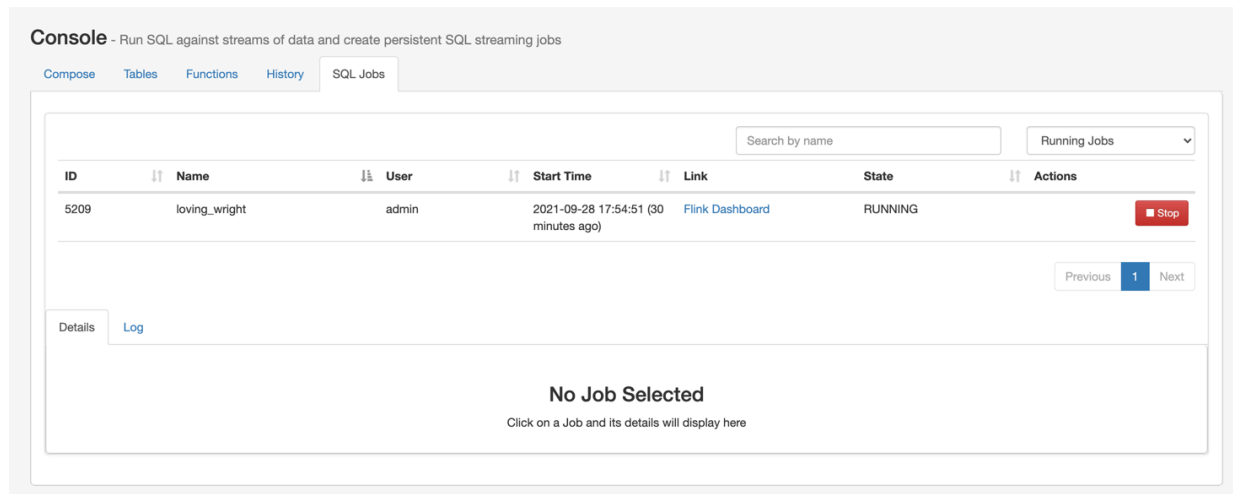 Console - Run SQL against streams of data and create persistent SQL streaming jobs
Compose Tables Functions History SQL Jobs
Search by name Running Jobs
ID Name User Start Time Link State Actions
5209 loving_wright admin 2021-09-28 17:54:51 (30 Flink Dashboard RUNNING Stop
minutes ago)
Previous 1 Next
Details Log
No Job Selected
Click on a Job and its details will display here